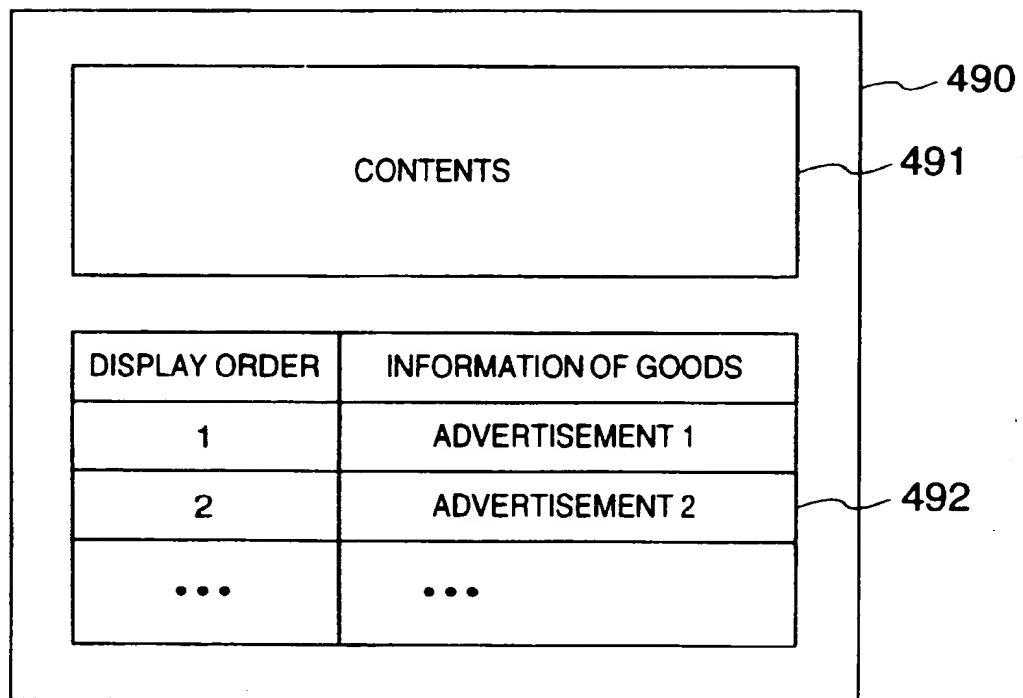 490
CONTENTS
491
DISPLAY ORDER INFORMATION OF GOODS
1 ADVERTISEMENT 1
2 ADVERTISEMENT 2
492
••• •••